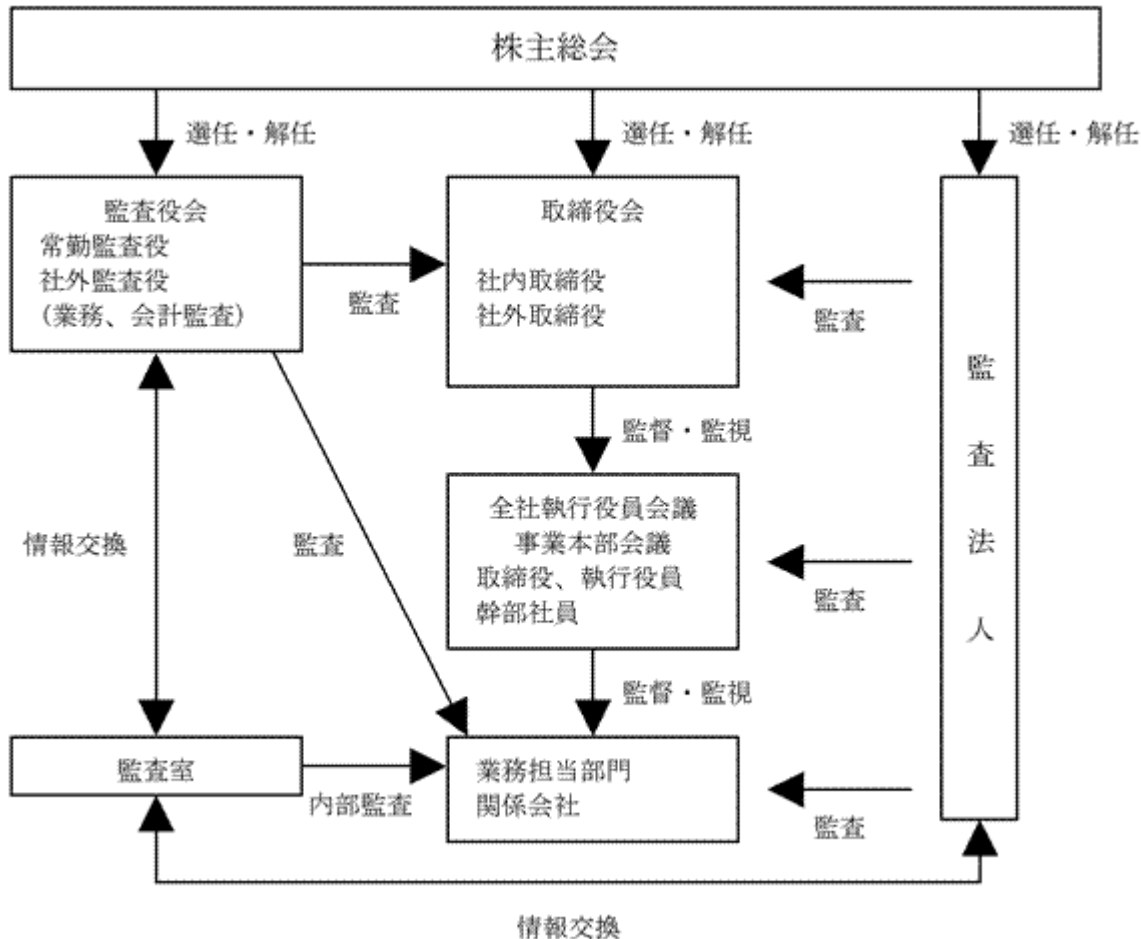 株主総会
選任・解任
選任・解任
選任・解任
監査役会
常勤監査役
社外監査役
(業務、会計監査)
監査
取締役会
社内取締役
社外取締役
監査
監査法人
監督・監視
全社執行役員会議
事業本部会議
取締役、執行役員
幹部社員
監査
情報交換
監査
監督・監視
監査室
内部監査
業務担当部門
関係会社
監査
情報交換